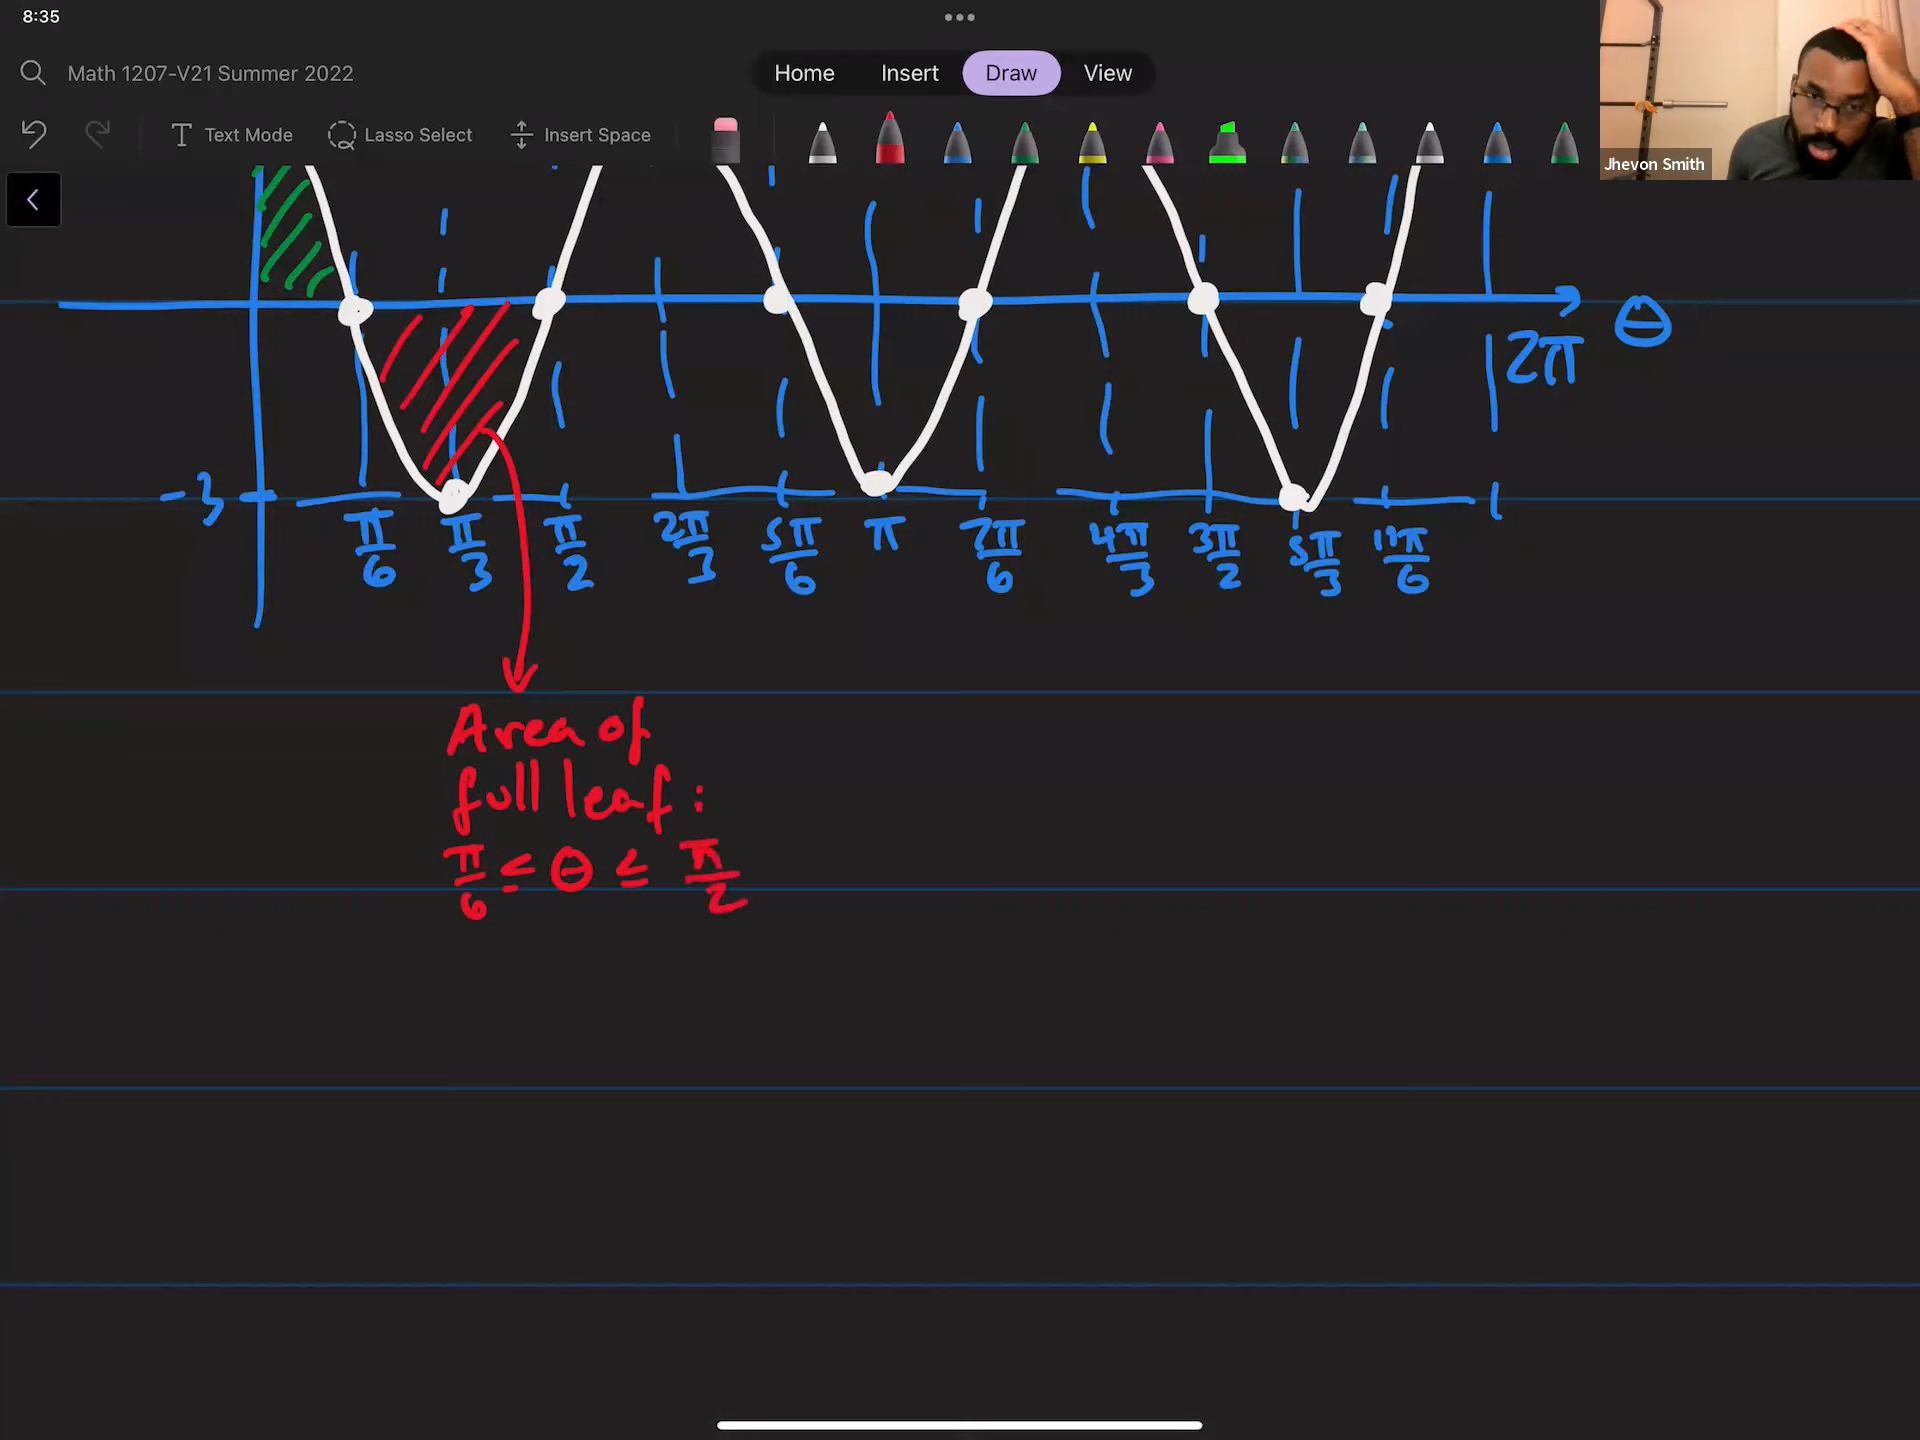 8:35
Math 1207-V21 Summer 2022
Home Insert Draw View
Text Mode Lasso Select Insert Space
Jhevon Smith
θ
2π
-3
π/6 π/3 π/2 2π/3 5π/6 π 7π/6 4π/3 3π/2 5π/3 11π/6
Area of
full leaf:
π/6 ≤ θ ≤ π/2